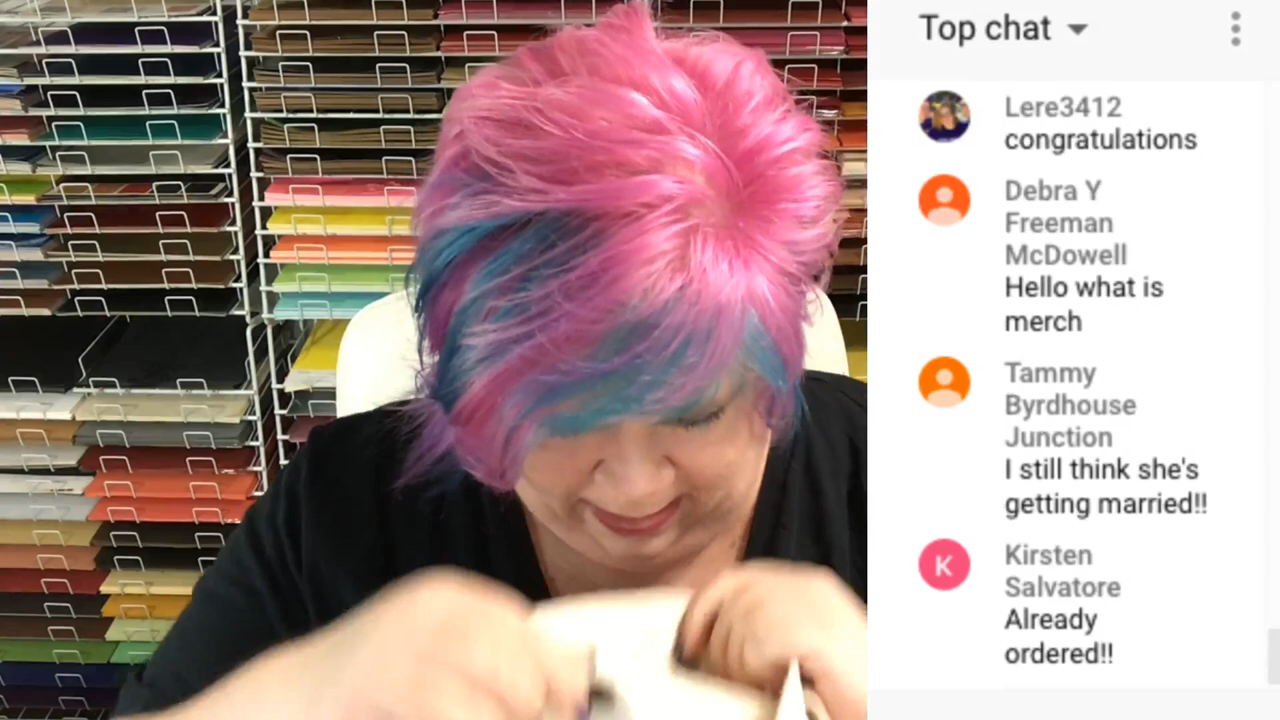 Top chat
Lere3412
congratulations
Debra Y
Freeman
McDowell
Hello what is
merch
Tammy
Byrdhouse
Junction
I still think she's
getting married!!
K
Kirsten
Salvatore
Already
ordered!!